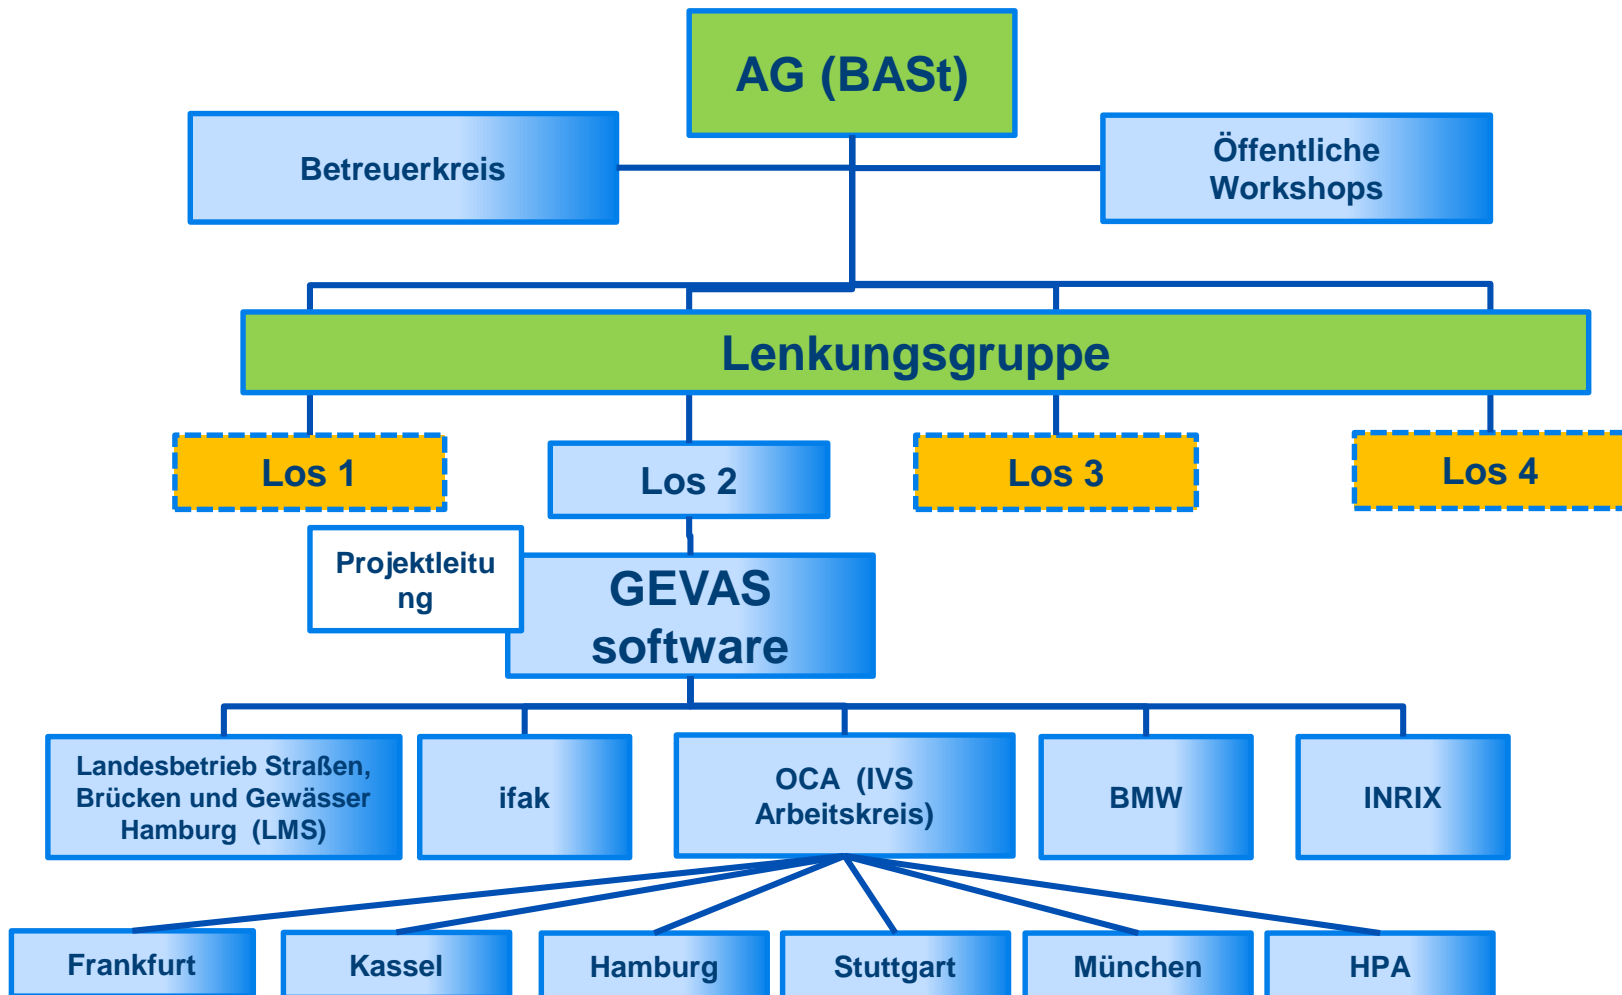 AG (BASt)
Betreuerkreis
Öffentliche
Workshops
Lenkungsgruppe
Los 1
Los 2
Los 3
Los 4
Projektleitu
ng
GEVAS
software
Landesbetrieb Straßen,
Brücken und Gewässer
Hamburg (LMS)
ifak
OCA (IVS
Arbeitskreis)
BMW
INRIX
Frankfurt
Kassel
Hamburg
Stuttgart
München
HPA